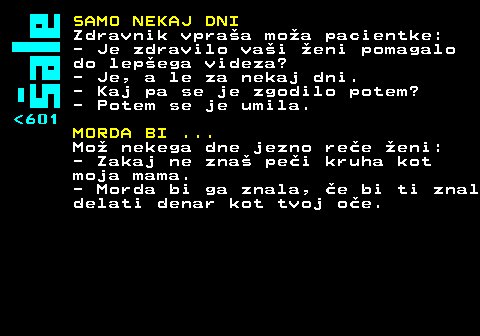 Šale
<601
SAMO NEKAJ DNI
Zdravnik vpraša moža pacientke:
- Je zdravilo vaši ženi pomagalo
do lepšega videza?
- Je, a le za nekaj dni.
- Kaj pa se je zgodilo potem?
- Potem se je umila.
MORDA BI ...
Mož nekega dne jezno reče ženi:
- Zakaj ne znaš peči kruha kot
moja mama.
- Morda bi ga znala, če bi ti znal
delati denar kot tvoj oče.